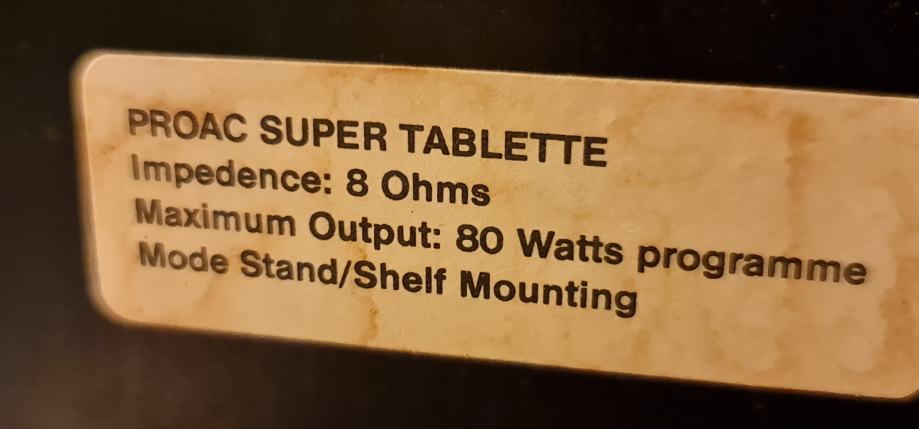 PROAC SUPER TABLETTE
Impedence: 8 Ohms
Maximum Output: 80 Watts programme
Mode Stand/Shelf Mounting